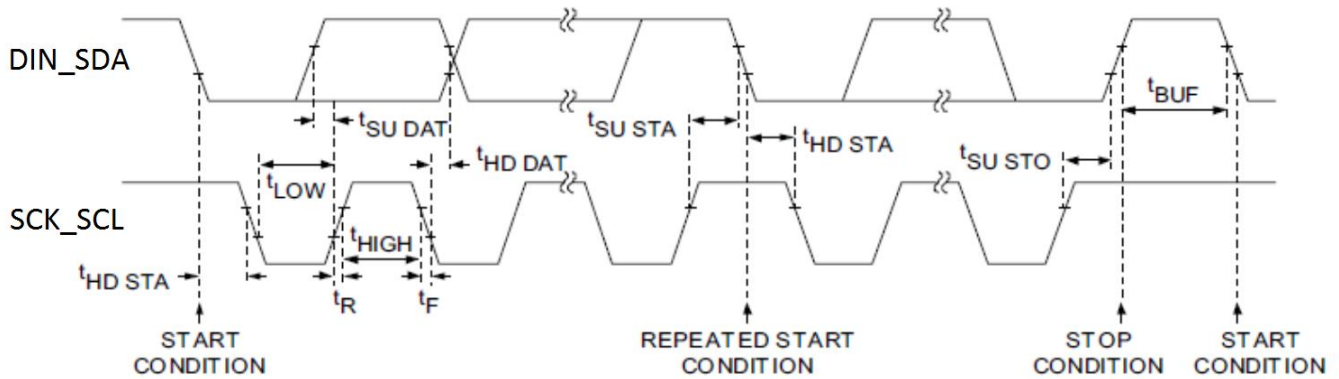 DIN_SDA
tBUF
tSU DAT
tSU STA
tHD STA
tHD DAT
tSU STO
tLOW
SCK_SCL
tHIGH
tHD STA
tR
tF
START
CONDITION
REPEATED START
CONDITION
STOP
CONDITION
START
CONDITION